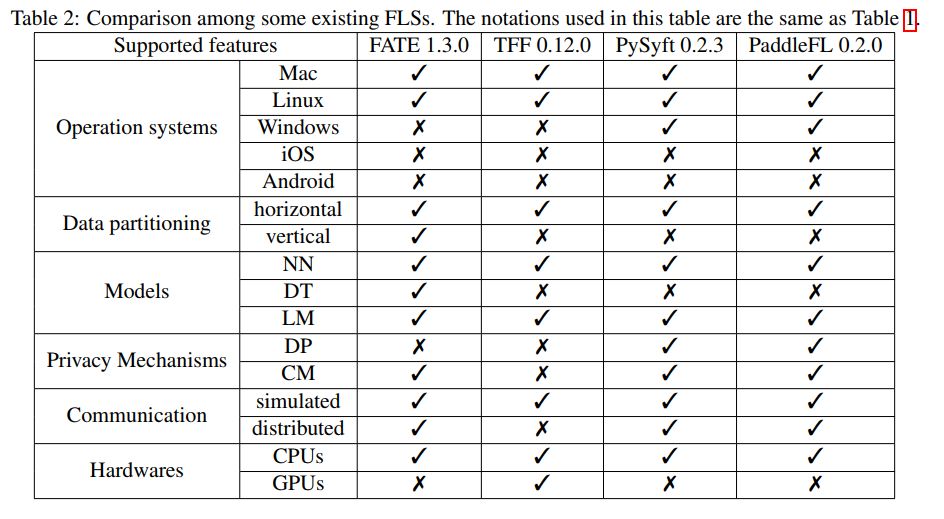 Table 2: Comparison among some existing FLSs. The notations used in this table are the same as Table 1.
Supported features FATE 1.3.0 TFF 0.12.0 PySyft 0.2.3 PaddleFL 0.2.0
Operation systems
Mac ✓ ✓ ✓ ✓
Linux ✓ ✓ ✓ ✓
Windows ✗ ✗ ✓ ✓
iOS ✗ ✗ ✗ ✗
Android ✗ ✗ ✗ ✗
Data partitioning
horizontal ✓ ✓ ✓ ✓
vertical ✓ ✗ ✗ ✗
Models
NN ✓ ✓ ✓ ✓
DT ✓ ✗ ✗ ✗
LM ✓ ✓ ✓ ✓
Privacy Mechanisms
DP ✗ ✗ ✓ ✓
CM ✓ ✗ ✓ ✓
Communication
simulated ✓ ✓ ✓ ✓
distributed ✓ ✗ ✓ ✓
Hardwares
CPUs ✓ ✓ ✓ ✓
GPUs ✗ ✓ ✗ ✗